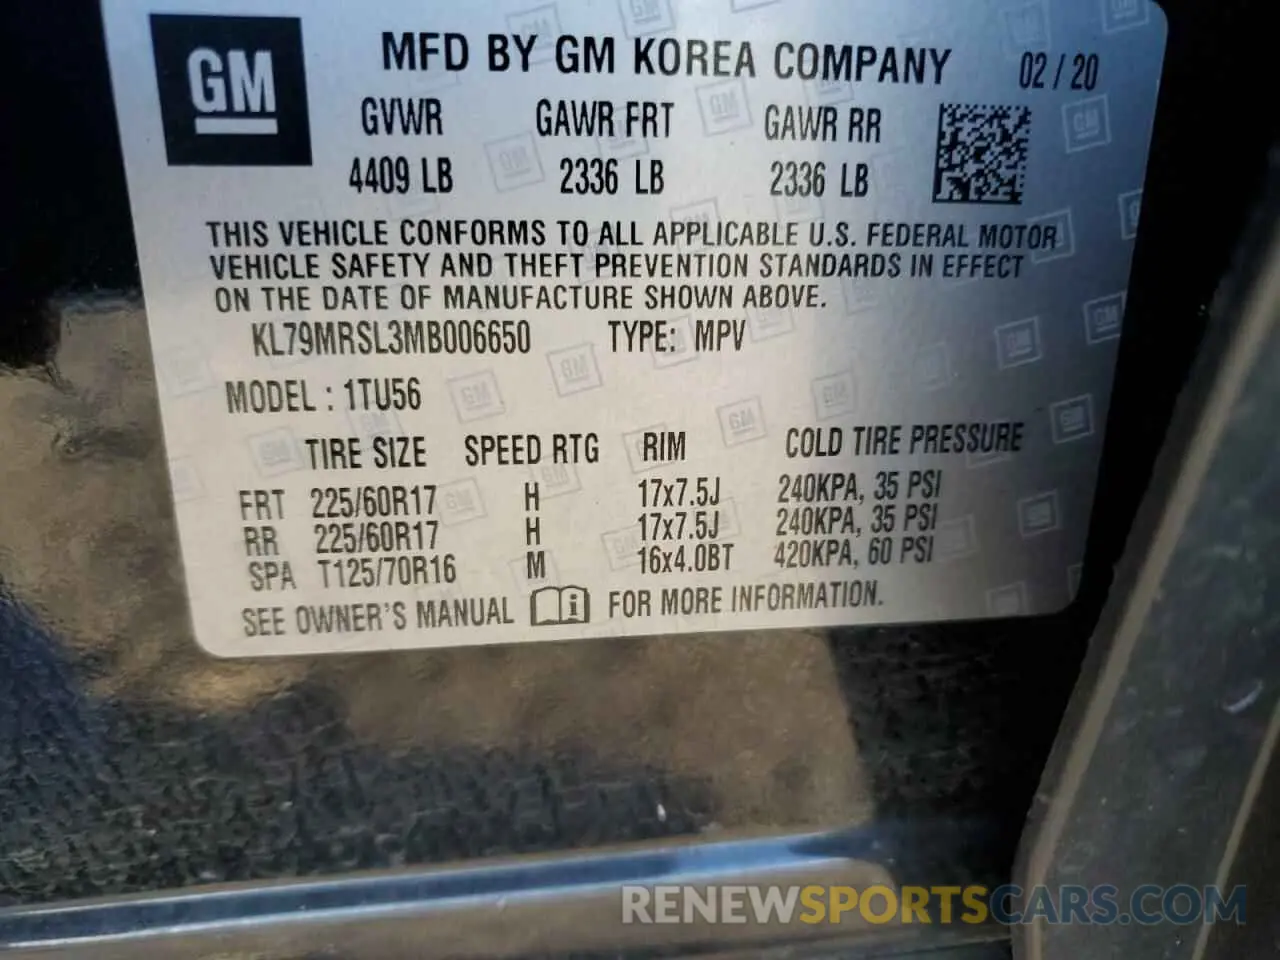 GM
MFD BY GM KOREA COMPANY 02/20
GVWR GAWR FRT GAWR RR
4409 LB 2336 LB 2336 LB
THIS VEHICLE CONFORMS TO ALL APPLICABLE U.S. FEDERAL MOTOR
VEHICLE SAFETY AND THEFT PREVENTION STANDARDS IN EFFECT
ON THE DATE OF MANUFACTURE SHOWN ABOVE.
KL79MRSL3MB006650 TYPE: MPV
MODEL : 1TU56
TIRE SIZE SPEED RTG RIM COLD TIRE PRESSURE
FRT 225/60R17 H 17x7.5J 240KPA, 35 PSI
RR 225/60R17 H 17x7.5J 240KPA, 35 PSI
SPA T125/70R16 M 16x4.0BT 420KPA, 60 PSI
SEE OWNER'S MANUAL i FOR MORE INFORMATION.
RENEWSPORTSCARS.COM